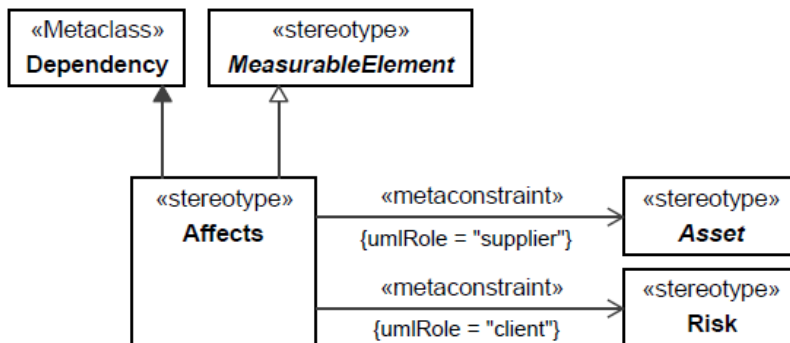 «Metaclass»
Dependency
«stereotype»
MeasurableElement
«stereotype»
Affects
«metaconstraint»
{umlRole = "supplier"}
«stereotype»
Asset
«metaconstraint»
{umlRole = "client"}
«stereotype»
Risk